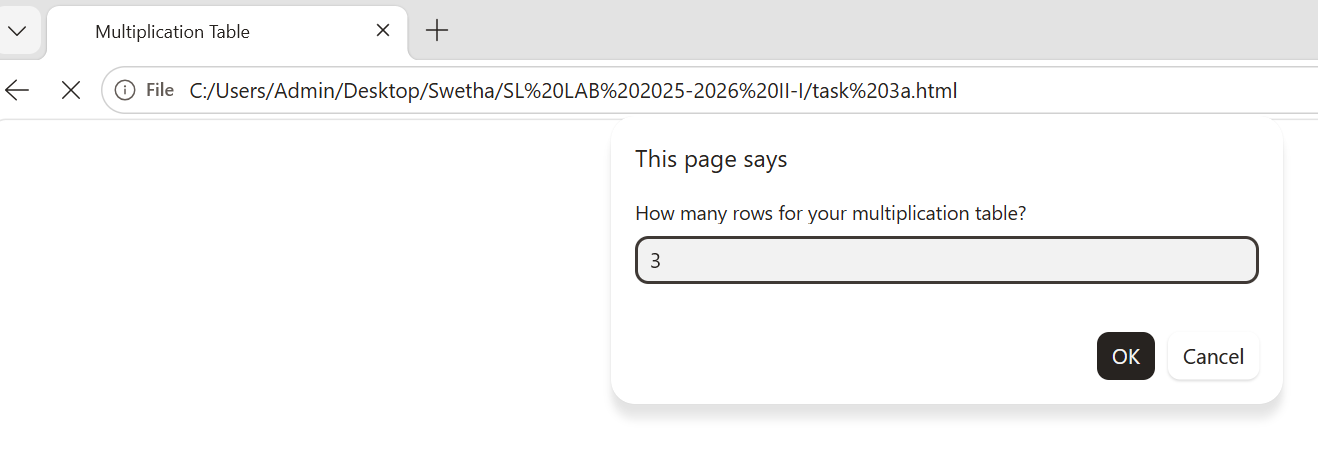 Multiplication Table
File C:/Users/Admin/Desktop/Swetha/SL%20LAB%202025-2026%20II-I/task%203a.html
This page says
How many rows for your multiplication table?
3
OK Cancel